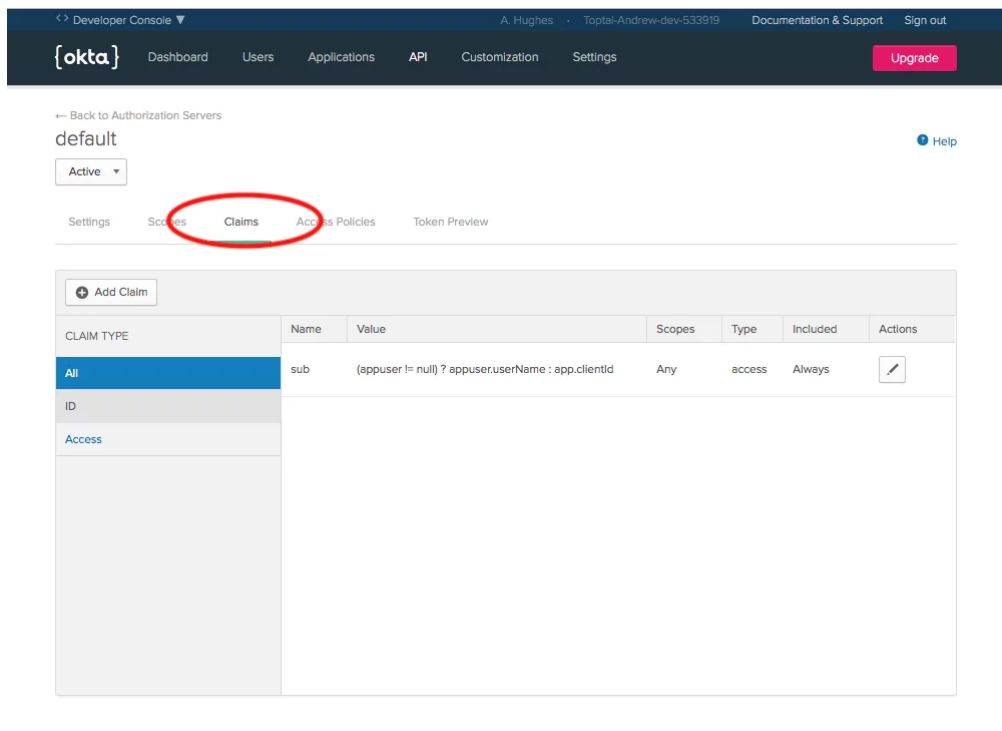 <> Developer Console ▼ A. Hughes · Toptal-Andrew-dev-533919 Documentation & Support Sign out
{okta} Dashboard Users Applications API Customization Settings Upgrade
← Back to Authorization Servers
default
? Help
Active ▼
Settings Scopes Claims Access Policies Token Preview
+ Add Claim
CLAIM TYPE Name Value Scopes Type Included Actions
All sub (appuser != null) ? appuser.userName : app.clientId Any access Always
ID
Access